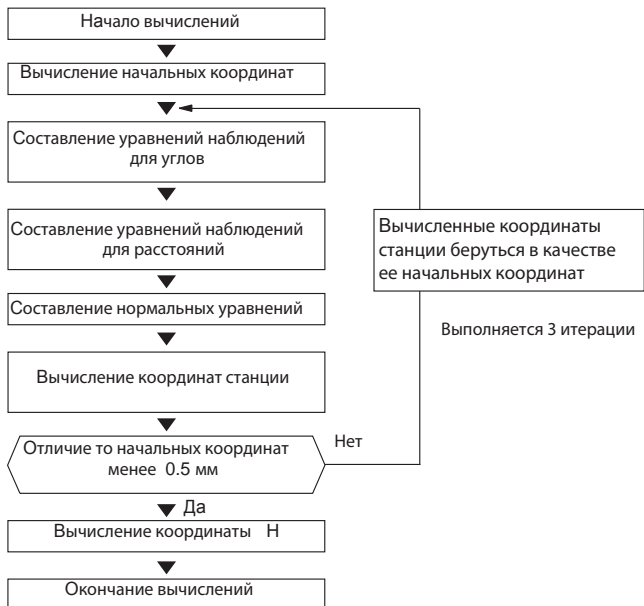 Начало вычислений
Вычисление начальных координат
Составление уравнений наблюдений
для углов
Составление уравнений наблюдений
для расстояний
Составление нормальных уравнений
Вычисление координат станции
Отличие то начальных координат
менее 0.5 мм
Нет
Вычисленные координаты
станции беруться в качестве
ее начальных координат
Выполняется 3 итерации
Да
Вычисление координаты H
Окончание вычислений